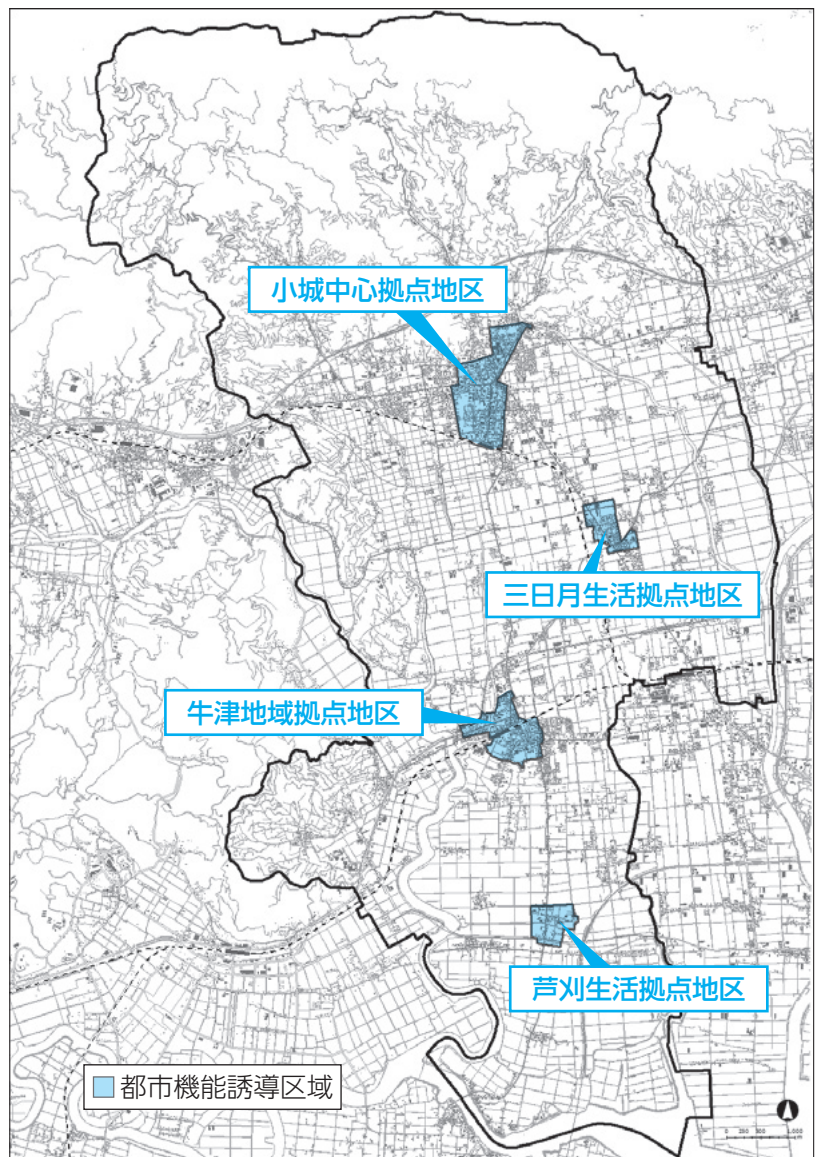 小城中心拠点地区
三日月生活拠点地区
牛津地域拠点地区
芦刈生活拠点地区
都市機能誘導区域